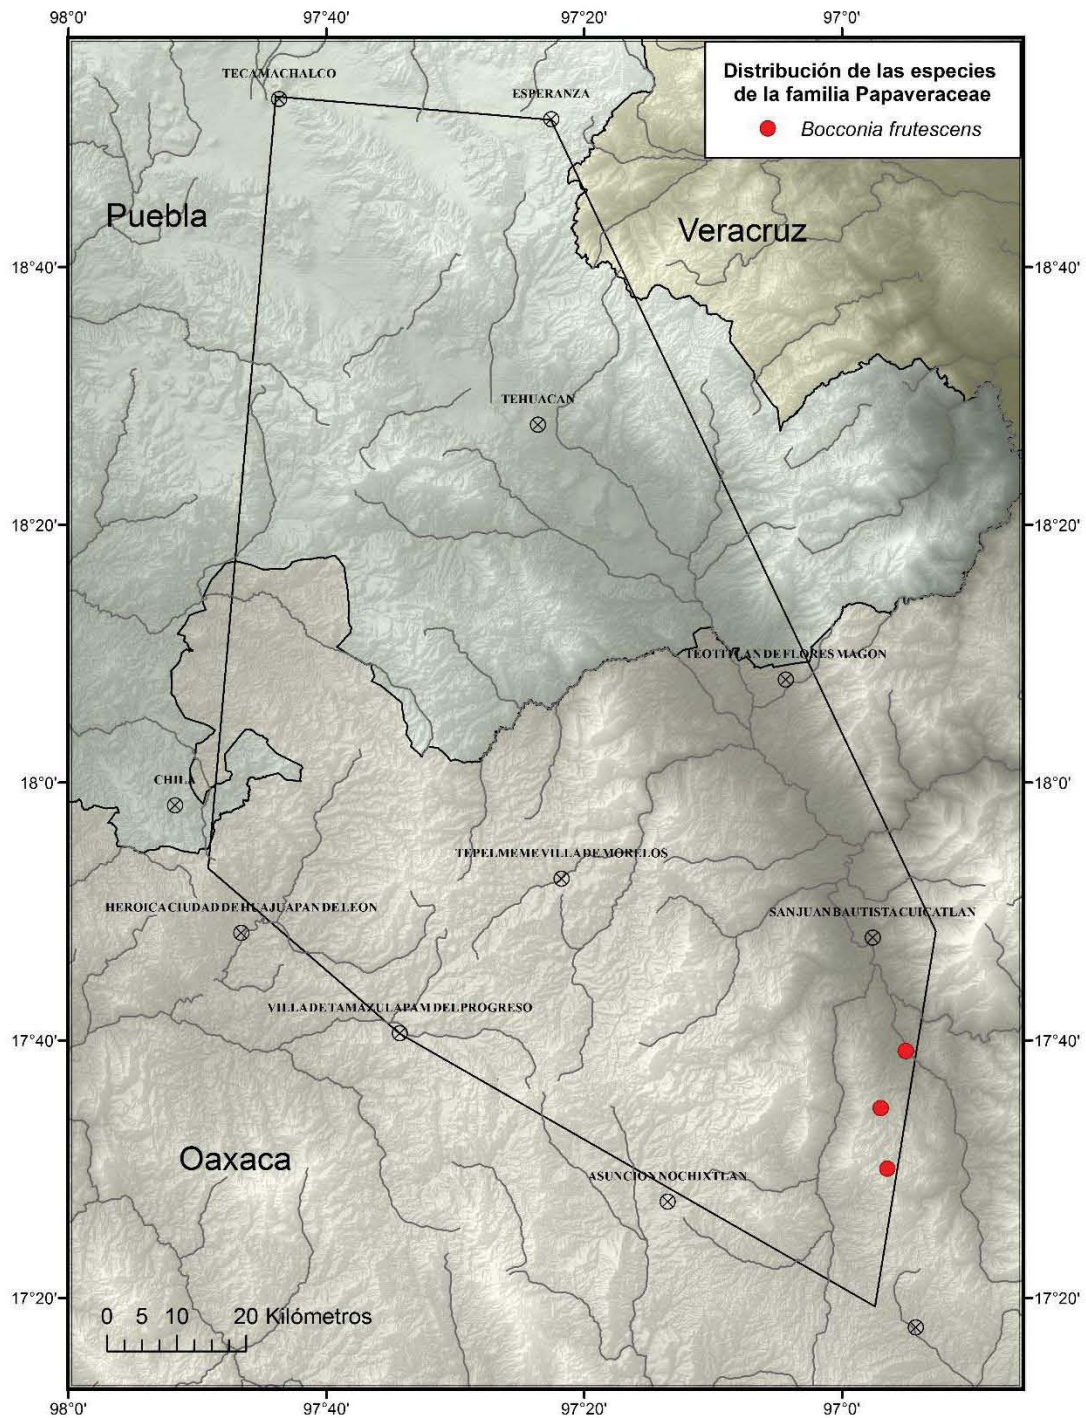 98°0'
97°40'
97°20'
97°0'
Distribución de las especies
de la familia Papaveraceae
Bocconia frutescens
TECAMACHALCO
ESPERANZA
Puebla
Veracruz
18°40'
18°40'
TEHUACAN
18°20'
18°20'
TEOTITLAN DE FLORES MAGON
18°0'
18°0'
CHILA
TEPELMEME VILLA DE MORELOS
HEROICA CIUDAD DE HUAJUAPAN DE LEON
SAN JUAN BAUTISTA CUICATLAN
VILLA DE TAMAZULAPAM DEL PROGRESO
17°40'
17°40'
Oaxaca
ASUNCION NOCHIXTLAN
17°20'
17°20'
0 5 10 20 Kilómetros
98°0'
97°40'
97°20'
97°0'